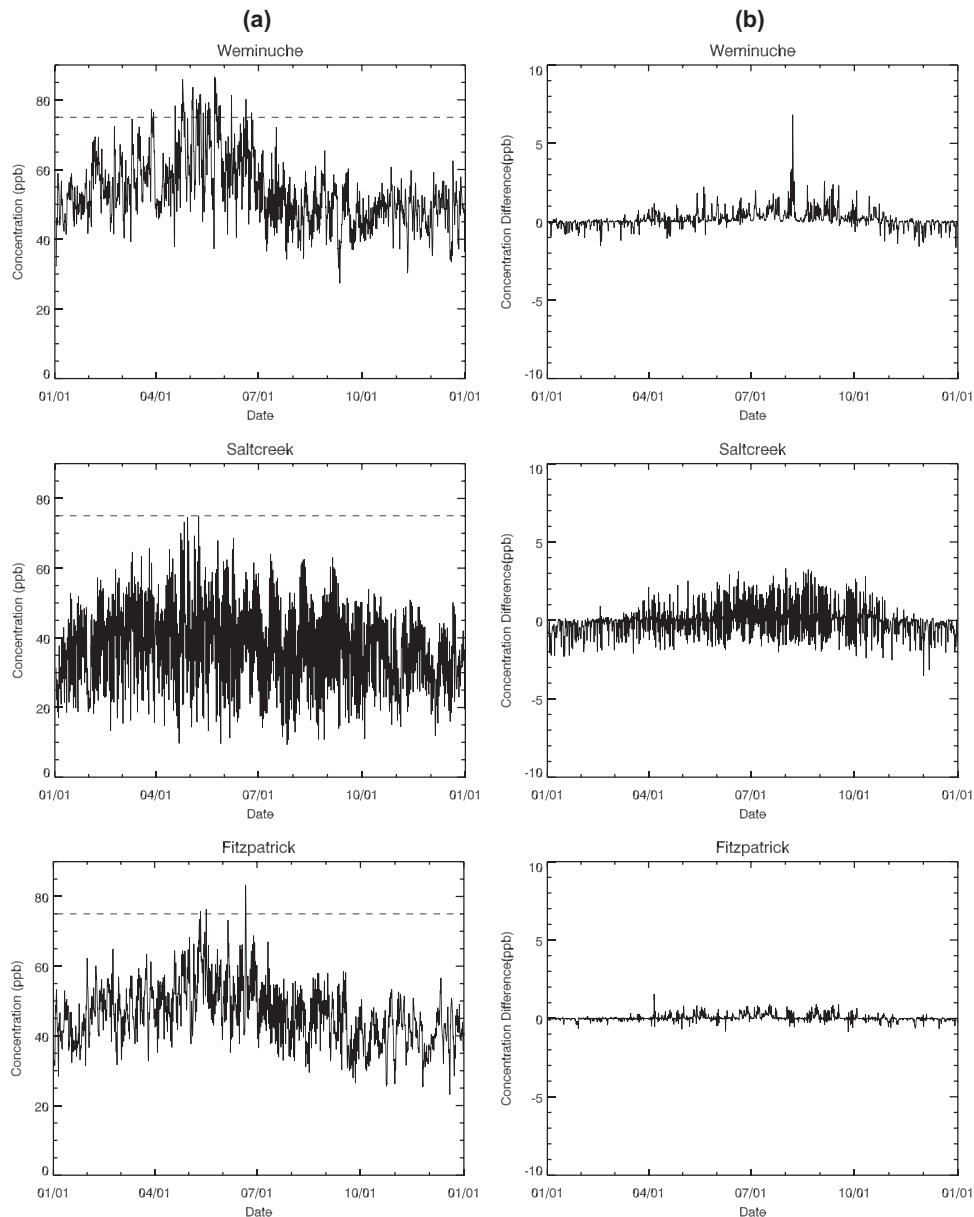 (a)
(b)
Weminuche
Concentration (ppb)
80
60
40
20
0
01/01 04/01 07/01 10/01 01/01
Date
Weminuche
Concentration Difference(ppb)
10
5
0
-5
-10
01/01 04/01 07/01 10/01 01/01
Date
Saltcreek
Concentration (ppb)
80
60
40
20
0
01/01 04/01 07/01 10/01 01/01
Date
Saltcreek
Concentration Difference(ppb)
10
5
0
-5
-10
01/01 04/01 07/01 10/01 01/01
Date
Fitzpatrick
Concentration (ppb)
80
60
40
20
0
01/01 04/01 07/01 10/01 01/01
Date
Fitzpatrick
Concentration Difference(ppb)
10
5
0
-5
-10
01/01 04/01 07/01 10/01 01/01
Date